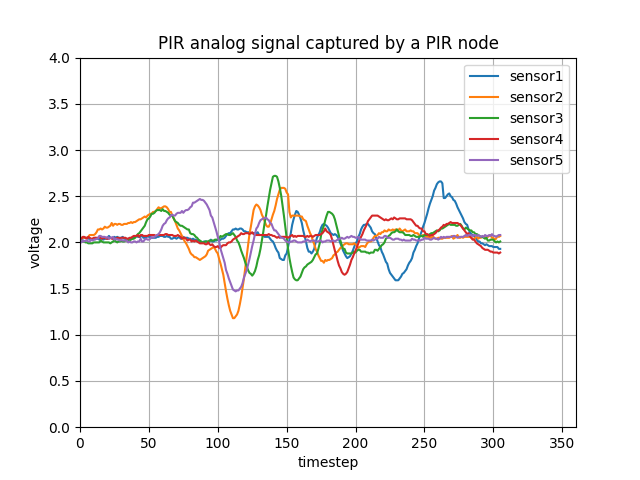 PIR analog signal captured by a PIR node
4.0
3.5
3.0
2.5
2.0
1.5
1.0
0.5
0.0
voltage
sensor1
sensor2
sensor3
sensor4
sensor5
0 50 100 150 200 250 300 350
timestep